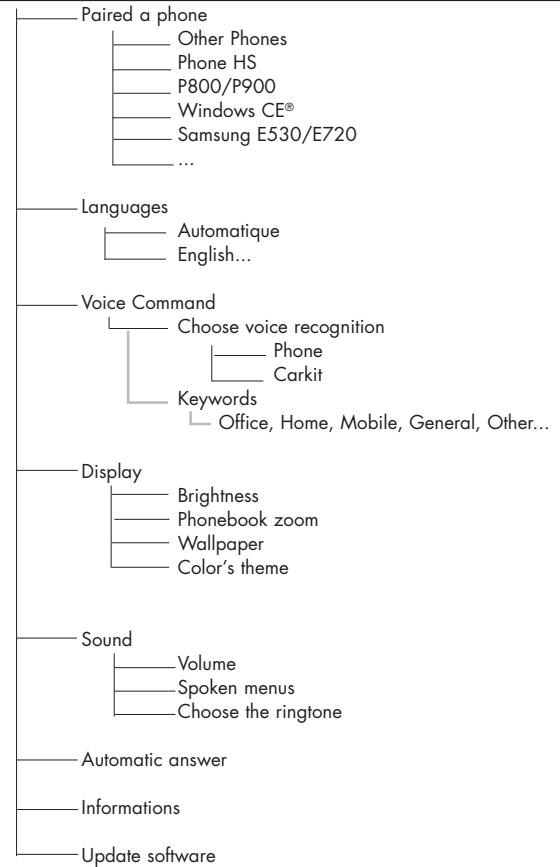 Paired a phone
Other Phones
Phone HS
P800/P900
Windows CE®
Samsung E530/E720
...
Languages
Automatique
English...
Voice Command
Choose voice recognition
Phone
Carkit
Keywords
Office, Home, Mobile, General, Other...
Display
Brightness
Phonebook zoom
Wallpaper
Color's theme
Sound
Volume
Spoken menus
Choose the ringtone
Automatic answer
Informations
Update software